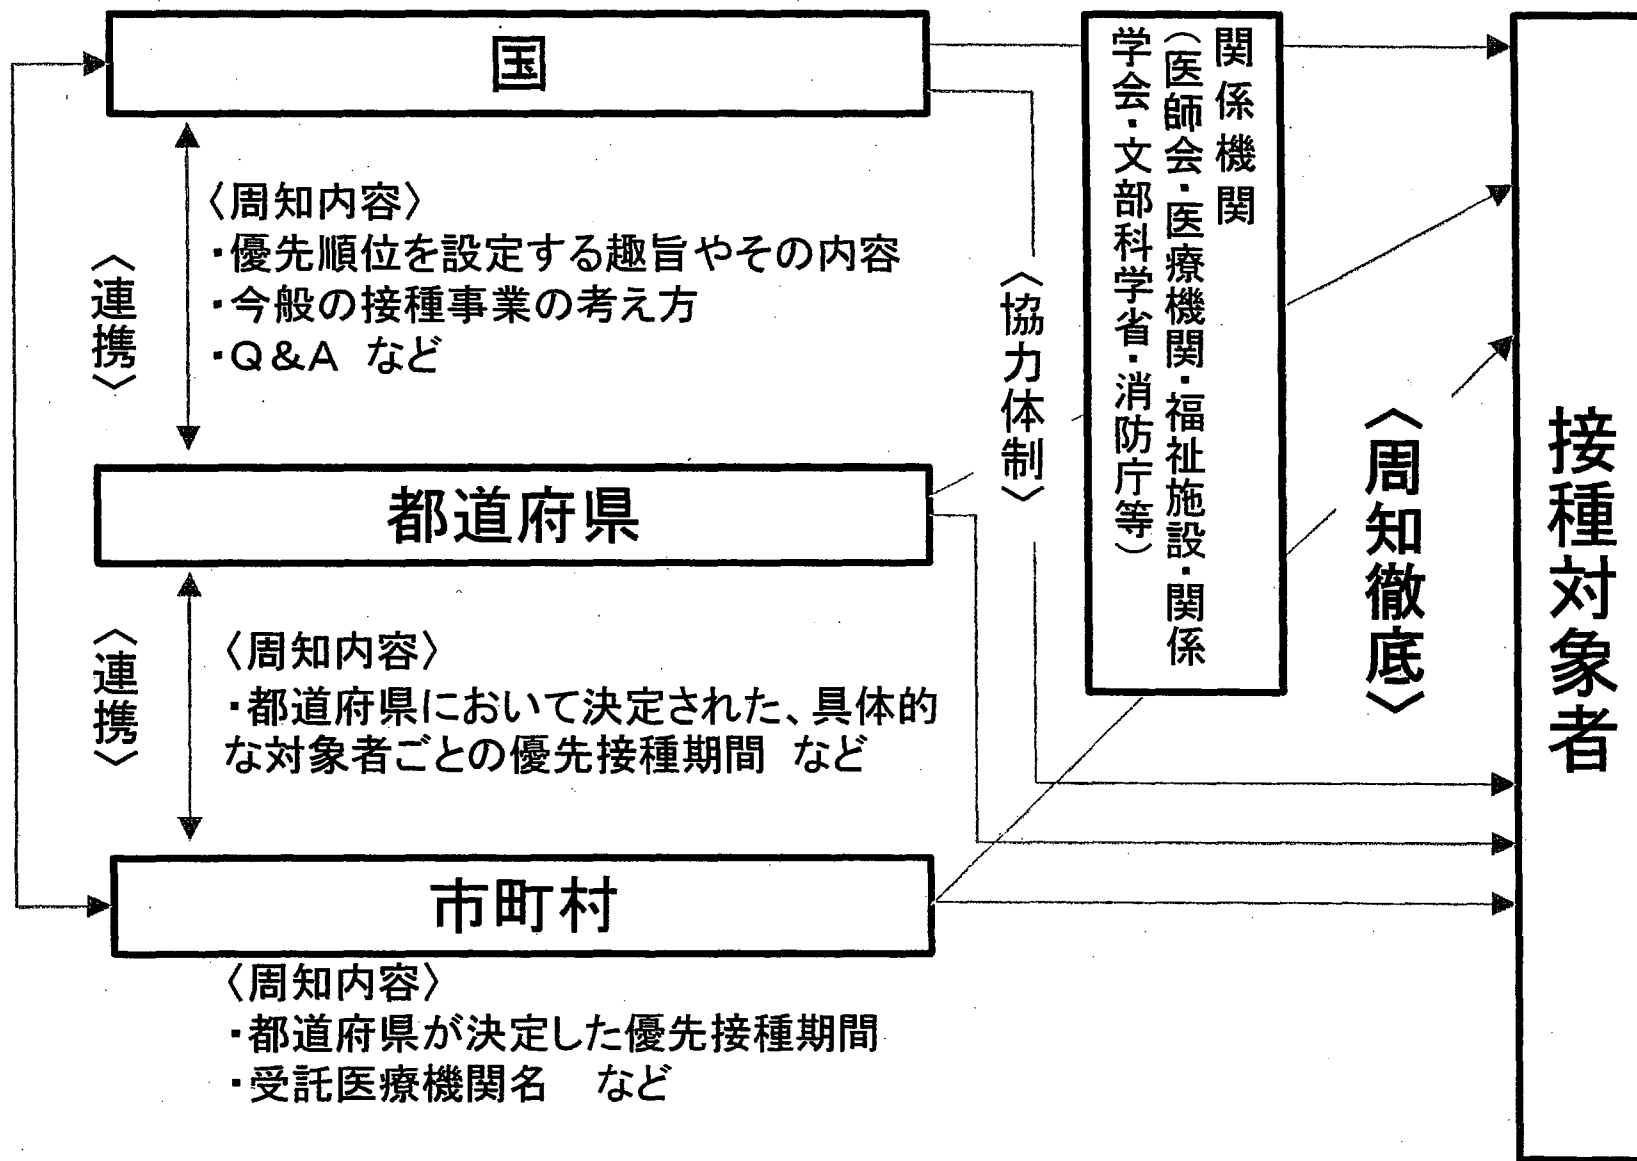 国
〈連携〉
〈周知内容〉
・優先順位を設定する趣旨やその内容
・今般の接種事業の考え方
・Q&A など
都道府県
〈連携〉
〈周知内容〉
・都道府県において決定された、具体的
な対象者ごとの優先接種期間 など
市町村
〈周知内容〉
・都道府県が決定した優先接種期間
・受託医療機関名 など
〈協力体制〉
関係機関
（医師会・医療機関・福祉施設・関係
学会・文部科学省・消防庁等）
〈周知徹底〉
接種対象者